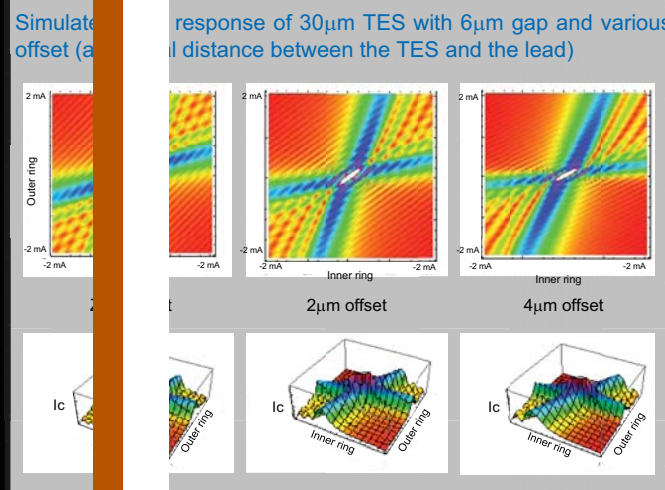 response of 30μm TES with 6μm gap and various
offset distance between the TES and the lead)
2 mA
2 mA
2 mA
Outer ring
-2 mA
-2 mA
-2 mA
-2 mA
-2 mA
-2 mA
-2 mA
-2 mA
-2 mA
Inner ring
Inner ring
2μm offset
4μm offset
Ic
Outer ring
Ic
Inner ring
Outer ring
Ic
Inner ring
Outer ring